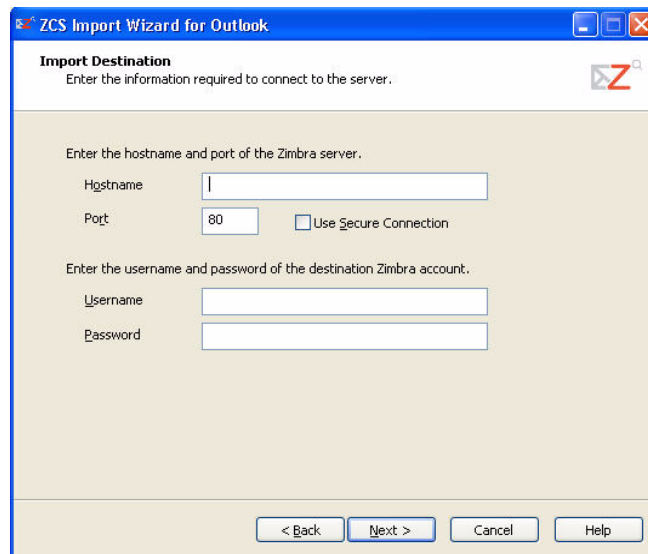 ZCS Import Wizard for Outlook
Import Destination
Enter the information required to connect to the server.
Enter the hostname and port of the Zimbra server.
Hostname
Port 80 Use Secure Connection
Enter the username and password of the destination Zimbra account.
Username
Password
< Back Next > Cancel Help